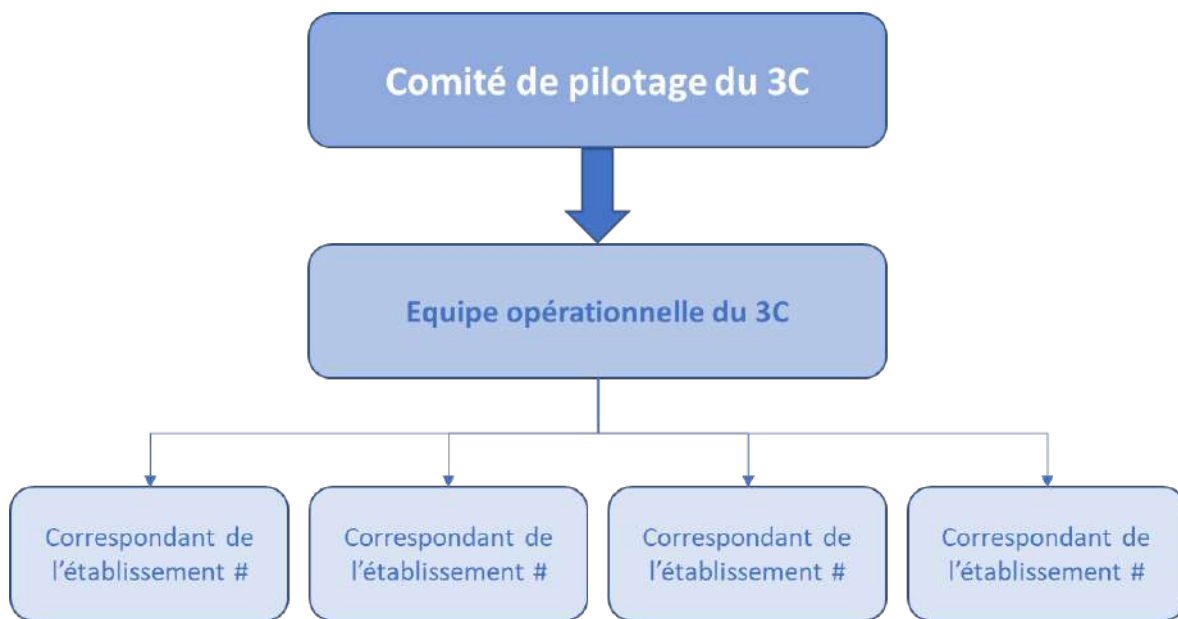 Comité de pilotage du 3C
Equipe opérationnelle du 3C
Correspondant de
l'établissement #
Correspondant de
l'établissement #
Correspondant de
l'établissement #
Correspondant de
l'établissement #